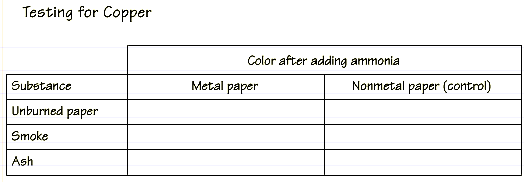 Testing for Copper
Color after adding ammonia
Substance Metal paper Nonmetal paper (control)
Unburned paper
Smoke
Ash